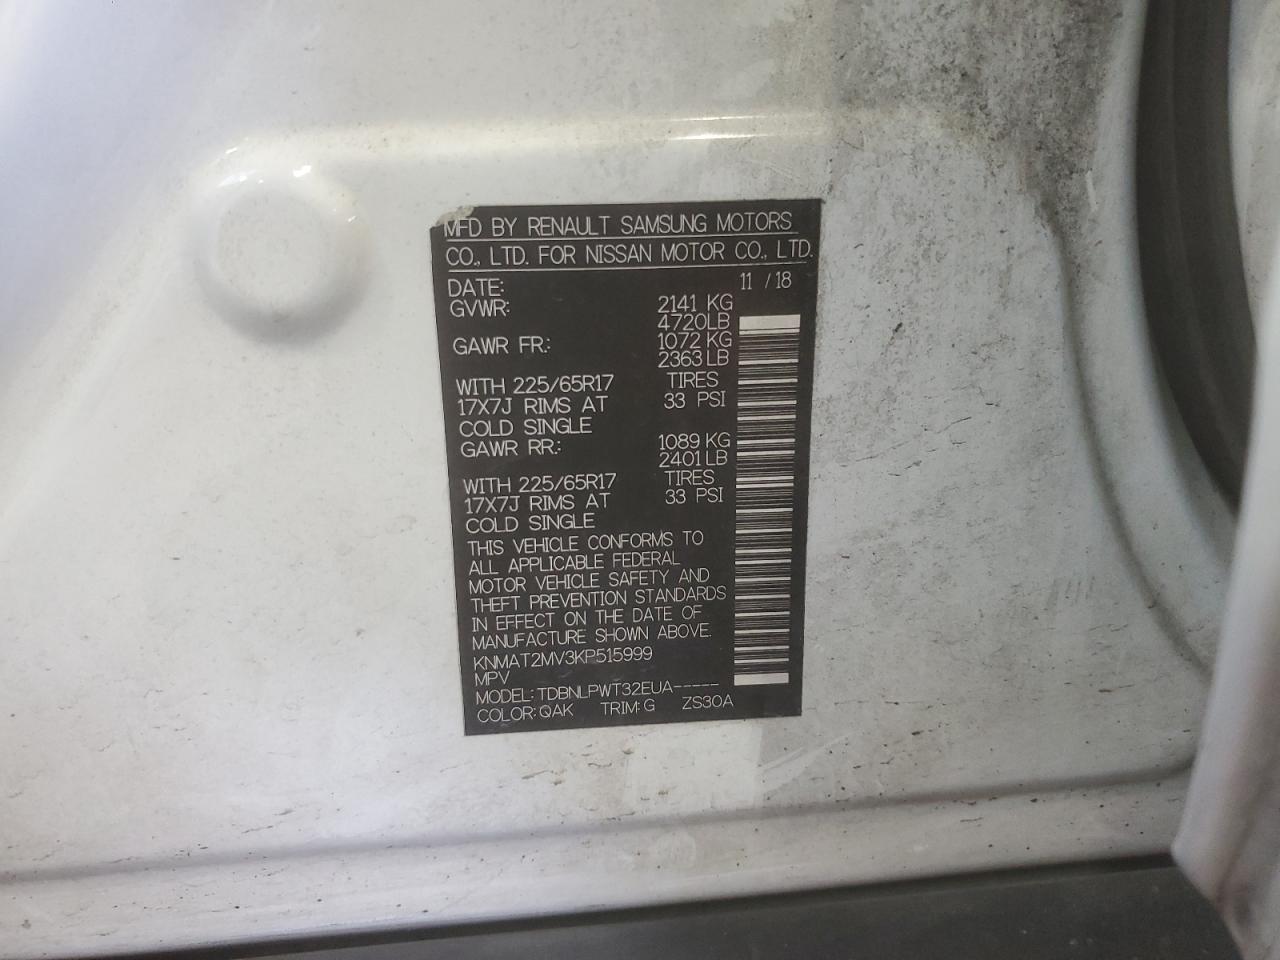 MFD BY RENAULT SAMSUNG MOTORS
CO., LTD. FOR NISSAN MOTOR CO., LTD.
DATE: 11 / 18
GVWR: 2141 KG
4720LB
GAWR FR.: 1072 KG
2363 LB
WITH 225/65R17 TIRES
17X7J RIMS AT 33 PSI
COLD SINGLE
GAWR RR.: 1089 KG
2401 LB
WITH 225/65R17 TIRES
17X7J RIMS AT 33 PSI
COLD SINGLE
THIS VEHICLE CONFORMS TO
ALL APPLICABLE FEDERAL
MOTOR VEHICLE SAFETY AND
THEFT PREVENTION STANDARDS
IN EFFECT ON THE DATE OF
MANUFACTURE SHOWN ABOVE.
KNMAT2MV3KP515999
MPV
MODEL: TDBNLPWT32EUA-----
COLOR: QAK TRIM: G ZS30A